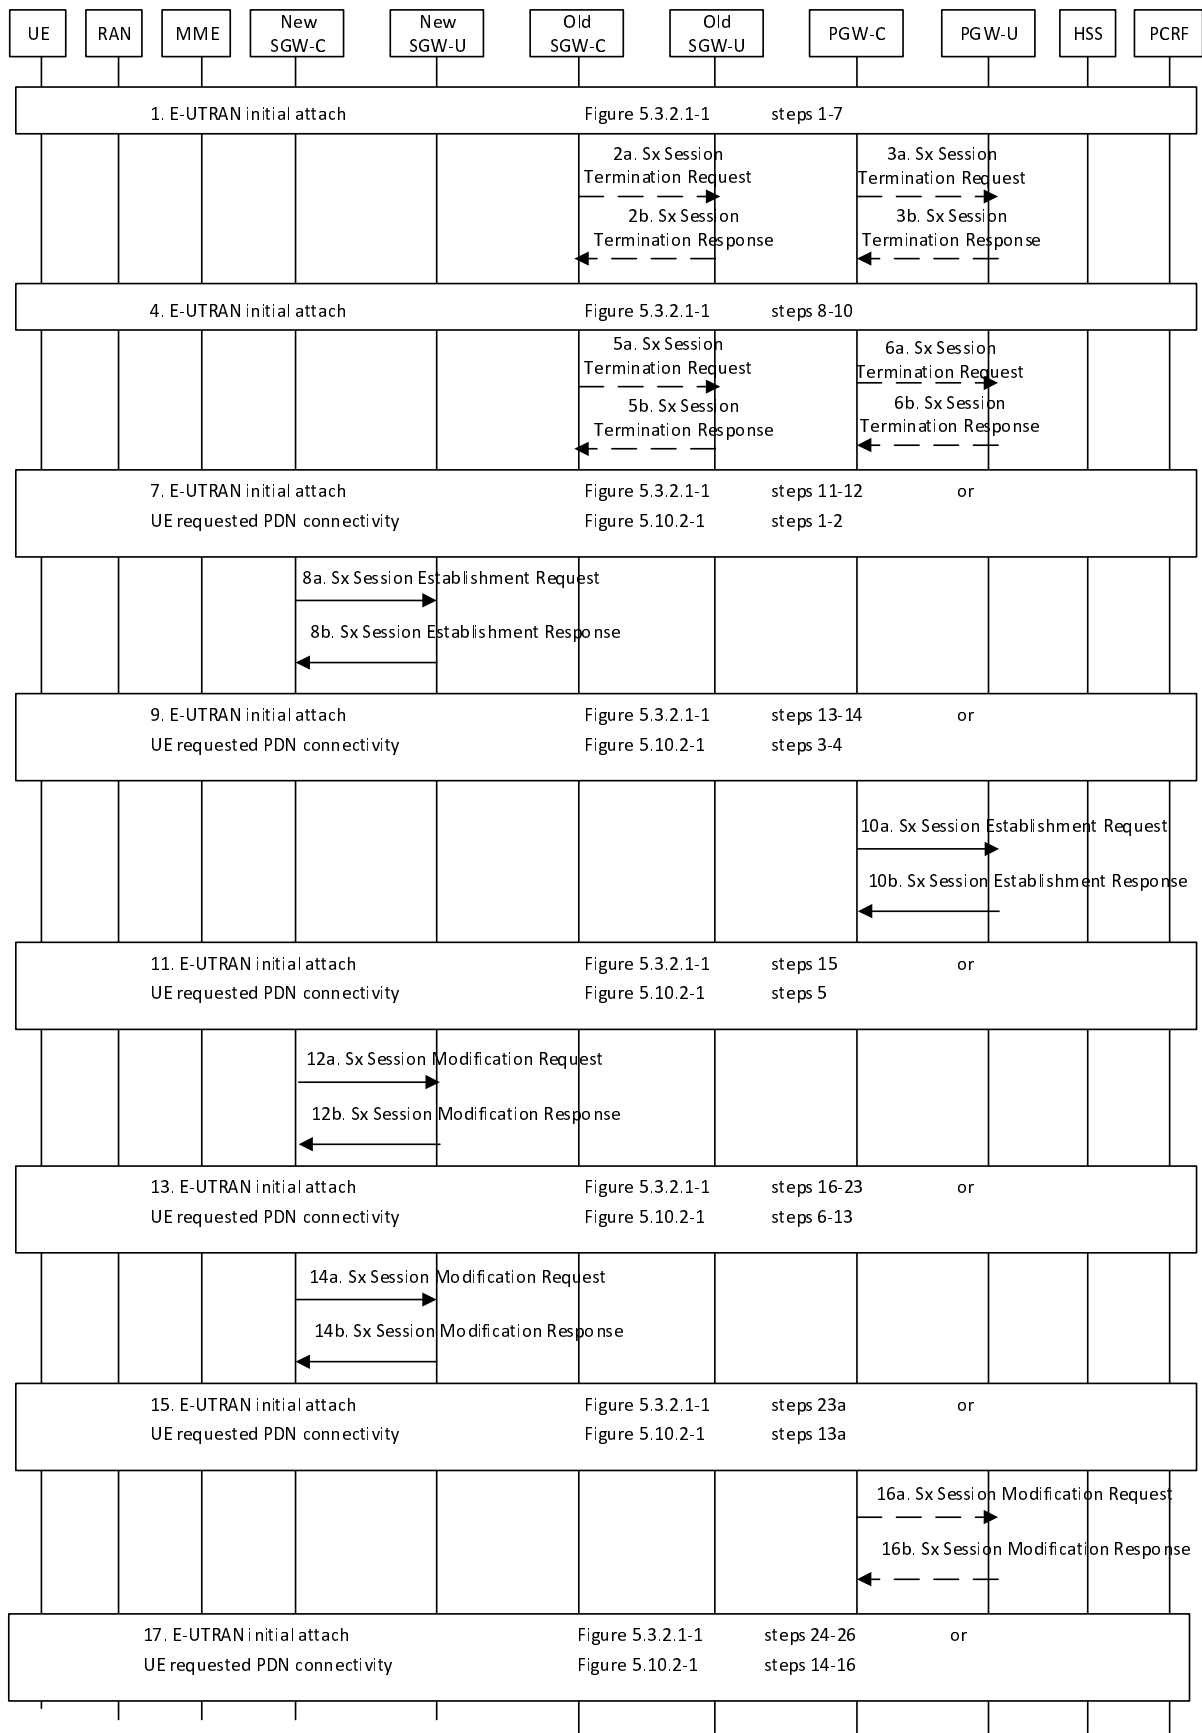 UE
RAN
MME
New
SGW-C
New
SGW-U
Old
SGW-C
Old
SGW-U
PGW-C
PGW-U
HSS
PCRF
1. E-UTRAN initial attach Figure 5.3.2.1-1 steps 1-7
2a. Sx Session
Termination Request
3a. Sx Session
Termination Request
2b. Sx Session
Termination Response
3b. Sx Session
Termination Response
4. E-UTRAN initial attach Figure 5.3.2.1-1 steps 8-10
5a. Sx Session
Termination Request
6a. Sx Session
Termination Request
5b. Sx Session
Termination Response
6b. Sx Session
Termination Response
7. E-UTRAN initial attach Figure 5.3.2.1-1 steps 11-12 or
UE requested PDN connectivity Figure 5.10.2-1 steps 1-2
8a. Sx Session Establishment Request
8b. Sx Session Establishment Response
9. E-UTRAN initial attach Figure 5.3.2.1-1 steps 13-14 or
UE requested PDN connectivity Figure 5.10.2-1 steps 3-4
10a. Sx Session Establishment Request
10b. Sx Session Establishment Response
11. E-UTRAN initial attach Figure 5.3.2.1-1 steps 15 or
UE requested PDN connectivity Figure 5.10.2-1 steps 5
12a. Sx Session Modification Request
12b. Sx Session Modification Response
13. E-UTRAN initial attach Figure 5.3.2.1-1 steps 16-23 or
UE requested PDN connectivity Figure 5.10.2-1 steps 6-13
14a. Sx Session Modification Request
14b. Sx Session Modification Response
15. E-UTRAN initial attach Figure 5.3.2.1-1 steps 23a or
UE requested PDN connectivity Figure 5.10.2-1 steps 13a
16a. Sx Session Modification Request
16b. Sx Session Modification Response
17. E-UTRAN initial attach Figure 5.3.2.1-1 steps 24-26 or
UE requested PDN connectivity Figure 5.10.2-1 steps 14-16